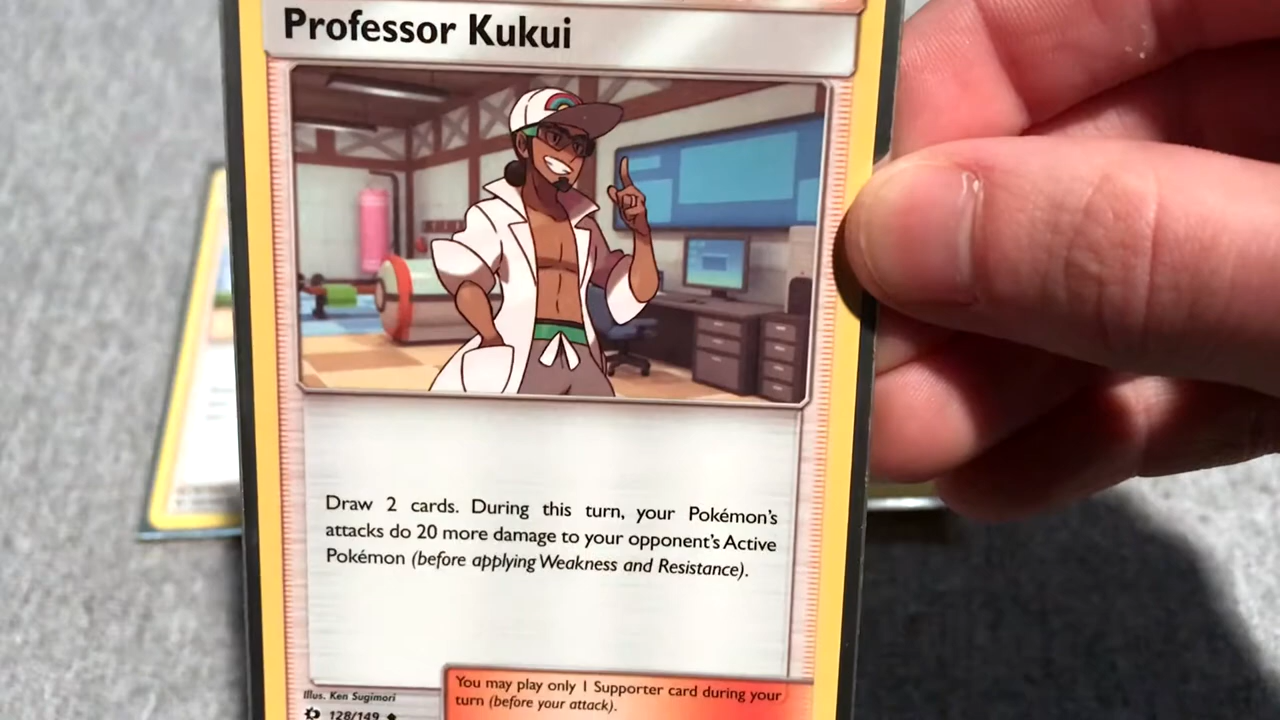 Professor Kukui
Draw 2 cards. During this turn, your Pokémon's
attacks do 20 more damage to your opponent's Active
Pokémon (before applying Weakness and Resistance).
Illus. Ken Sugimori
128/149
You may play only 1 Supporter card during your
turn (before your attack).